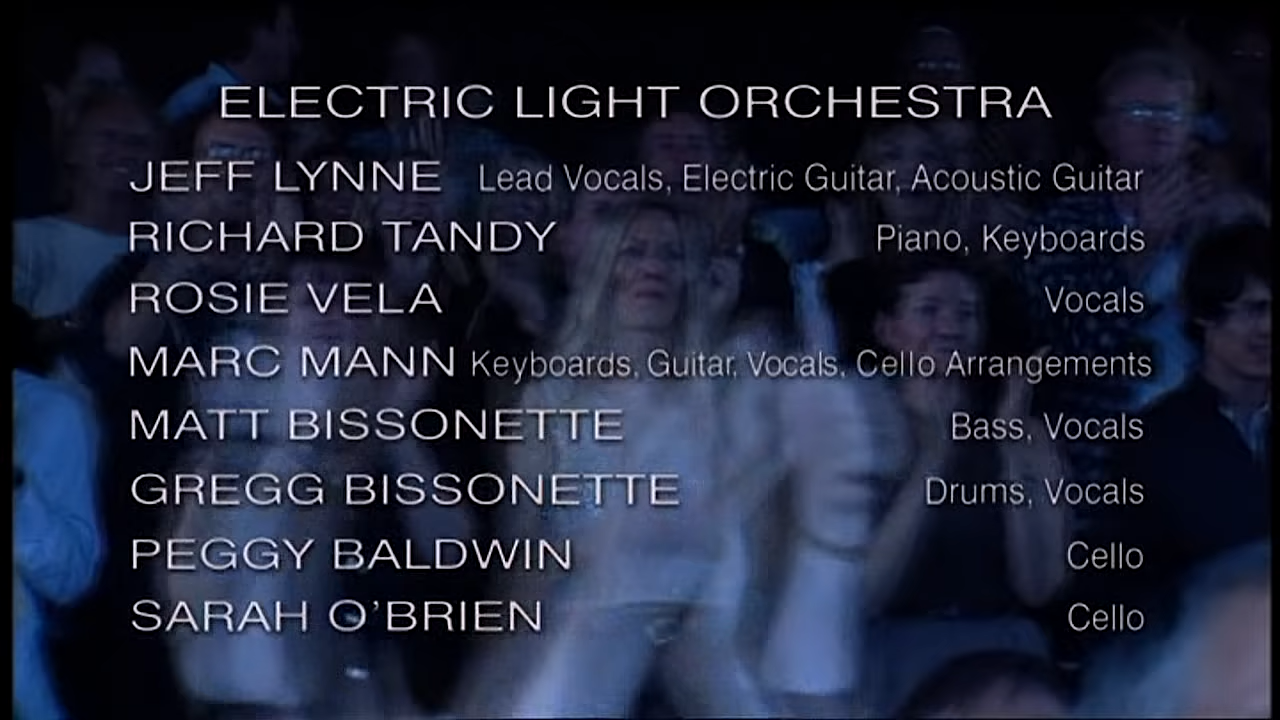 ELECTRIC LIGHT ORCHESTRA
JEFF LYNNE Lead Vocals, Electric Guitar, Acoustic Guitar
RICHARD TANDY Piano, Keyboards
ROSIE VELA Vocals
MARC MANN Keyboards, Guitar, Vocals, Cello Arrangements
MATT BISSONETTE Bass, Vocals
GREGG BISSONETTE Drums, Vocals
PEGGY BALDWIN Cello
SARAH O'BRIEN Cello